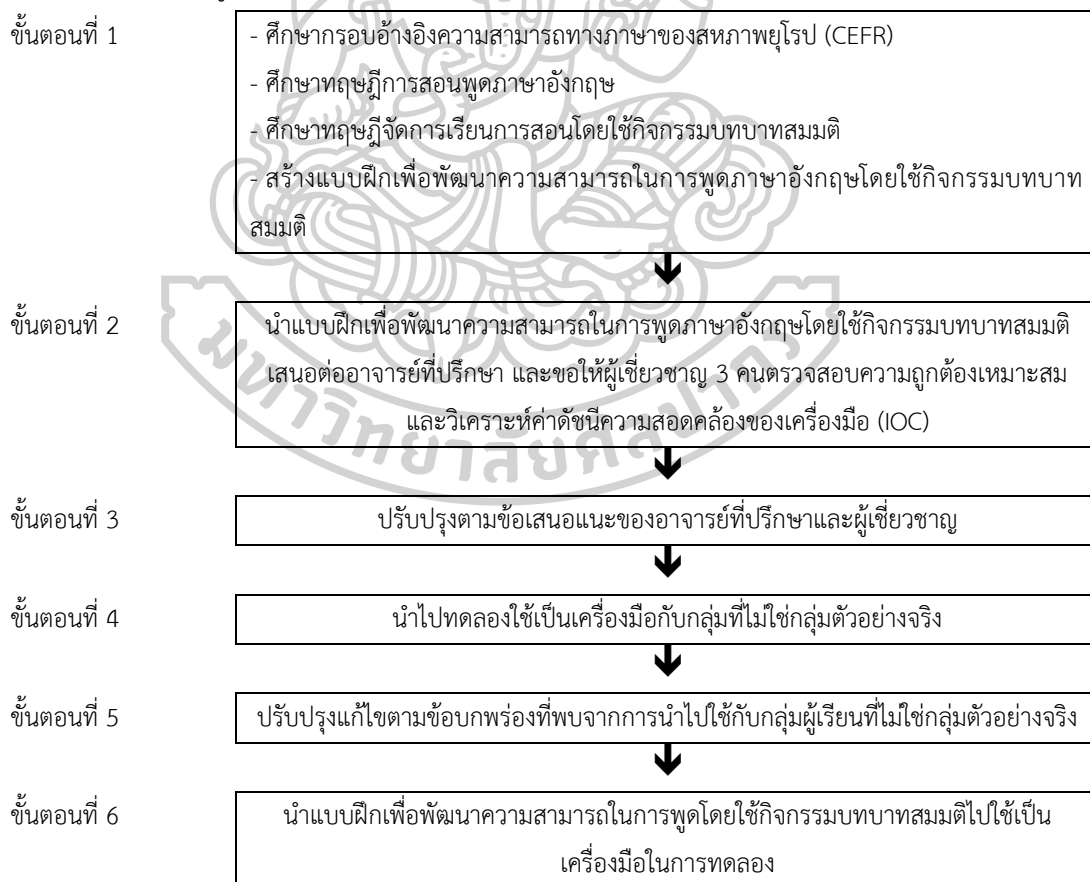 ขั้นตอนที่ 1
- ศึกษากรอบอ้างอิงความสามารถทางภาษาของสหภาพยุโรป (CEFR)
- ศึกษาทฤษฎีการสอนพูดภาษาอังกฤษ
- ศึกษาทฤษฎีจัดการเรียนการสอนโดยใช้กิจกรรมบทบาทสมมติ
- สร้างแบบฝึกเพื่อพัฒนาความสามารถในการพูดภาษาอังกฤษโดยใช้กิจกรรมบทบาท
สมมติ
ขั้นตอนที่ 2
นำแบบฝึกเพื่อพัฒนาความสามารถในการพูดภาษาอังกฤษโดยใช้กิจกรรมบทบาทสมมติ
เสนอต่ออาจารย์ที่ปรึกษา และขอให้ผู้เชี่ยวชาญ 3 คนตรวจสอบความถูกต้องเหมาะสม
และวิเคราะห์ค่าดัชนีความสอดคล้องของเครื่องมือ (IOC)
มหาวิทยาลัยศิลปากร
ขั้นตอนที่ 3
ปรับปรุงตามข้อเสนอแนะของอาจารย์ที่ปรึกษาและผู้เชี่ยวชาญ
ขั้นตอนที่ 4
นำไปทดลองใช้เป็นเครื่องมือกับกลุ่มที่ไม่ใช่กลุ่มตัวอย่างจริง
ขั้นตอนที่ 5
ปรับปรุงแก้ไขตามข้อบกพร่องที่พบจากการนำไปใช้กับกลุ่มผู้เรียนที่ไม่ใช่กลุ่มตัวอย่างจริง
ขั้นตอนที่ 6
นำแบบฝึกเพื่อพัฒนาความสามารถในการพูดโดยใช้กิจกรรมบทบาทสมมติไปใช้เป็น
เครื่องมือในการทดลอง